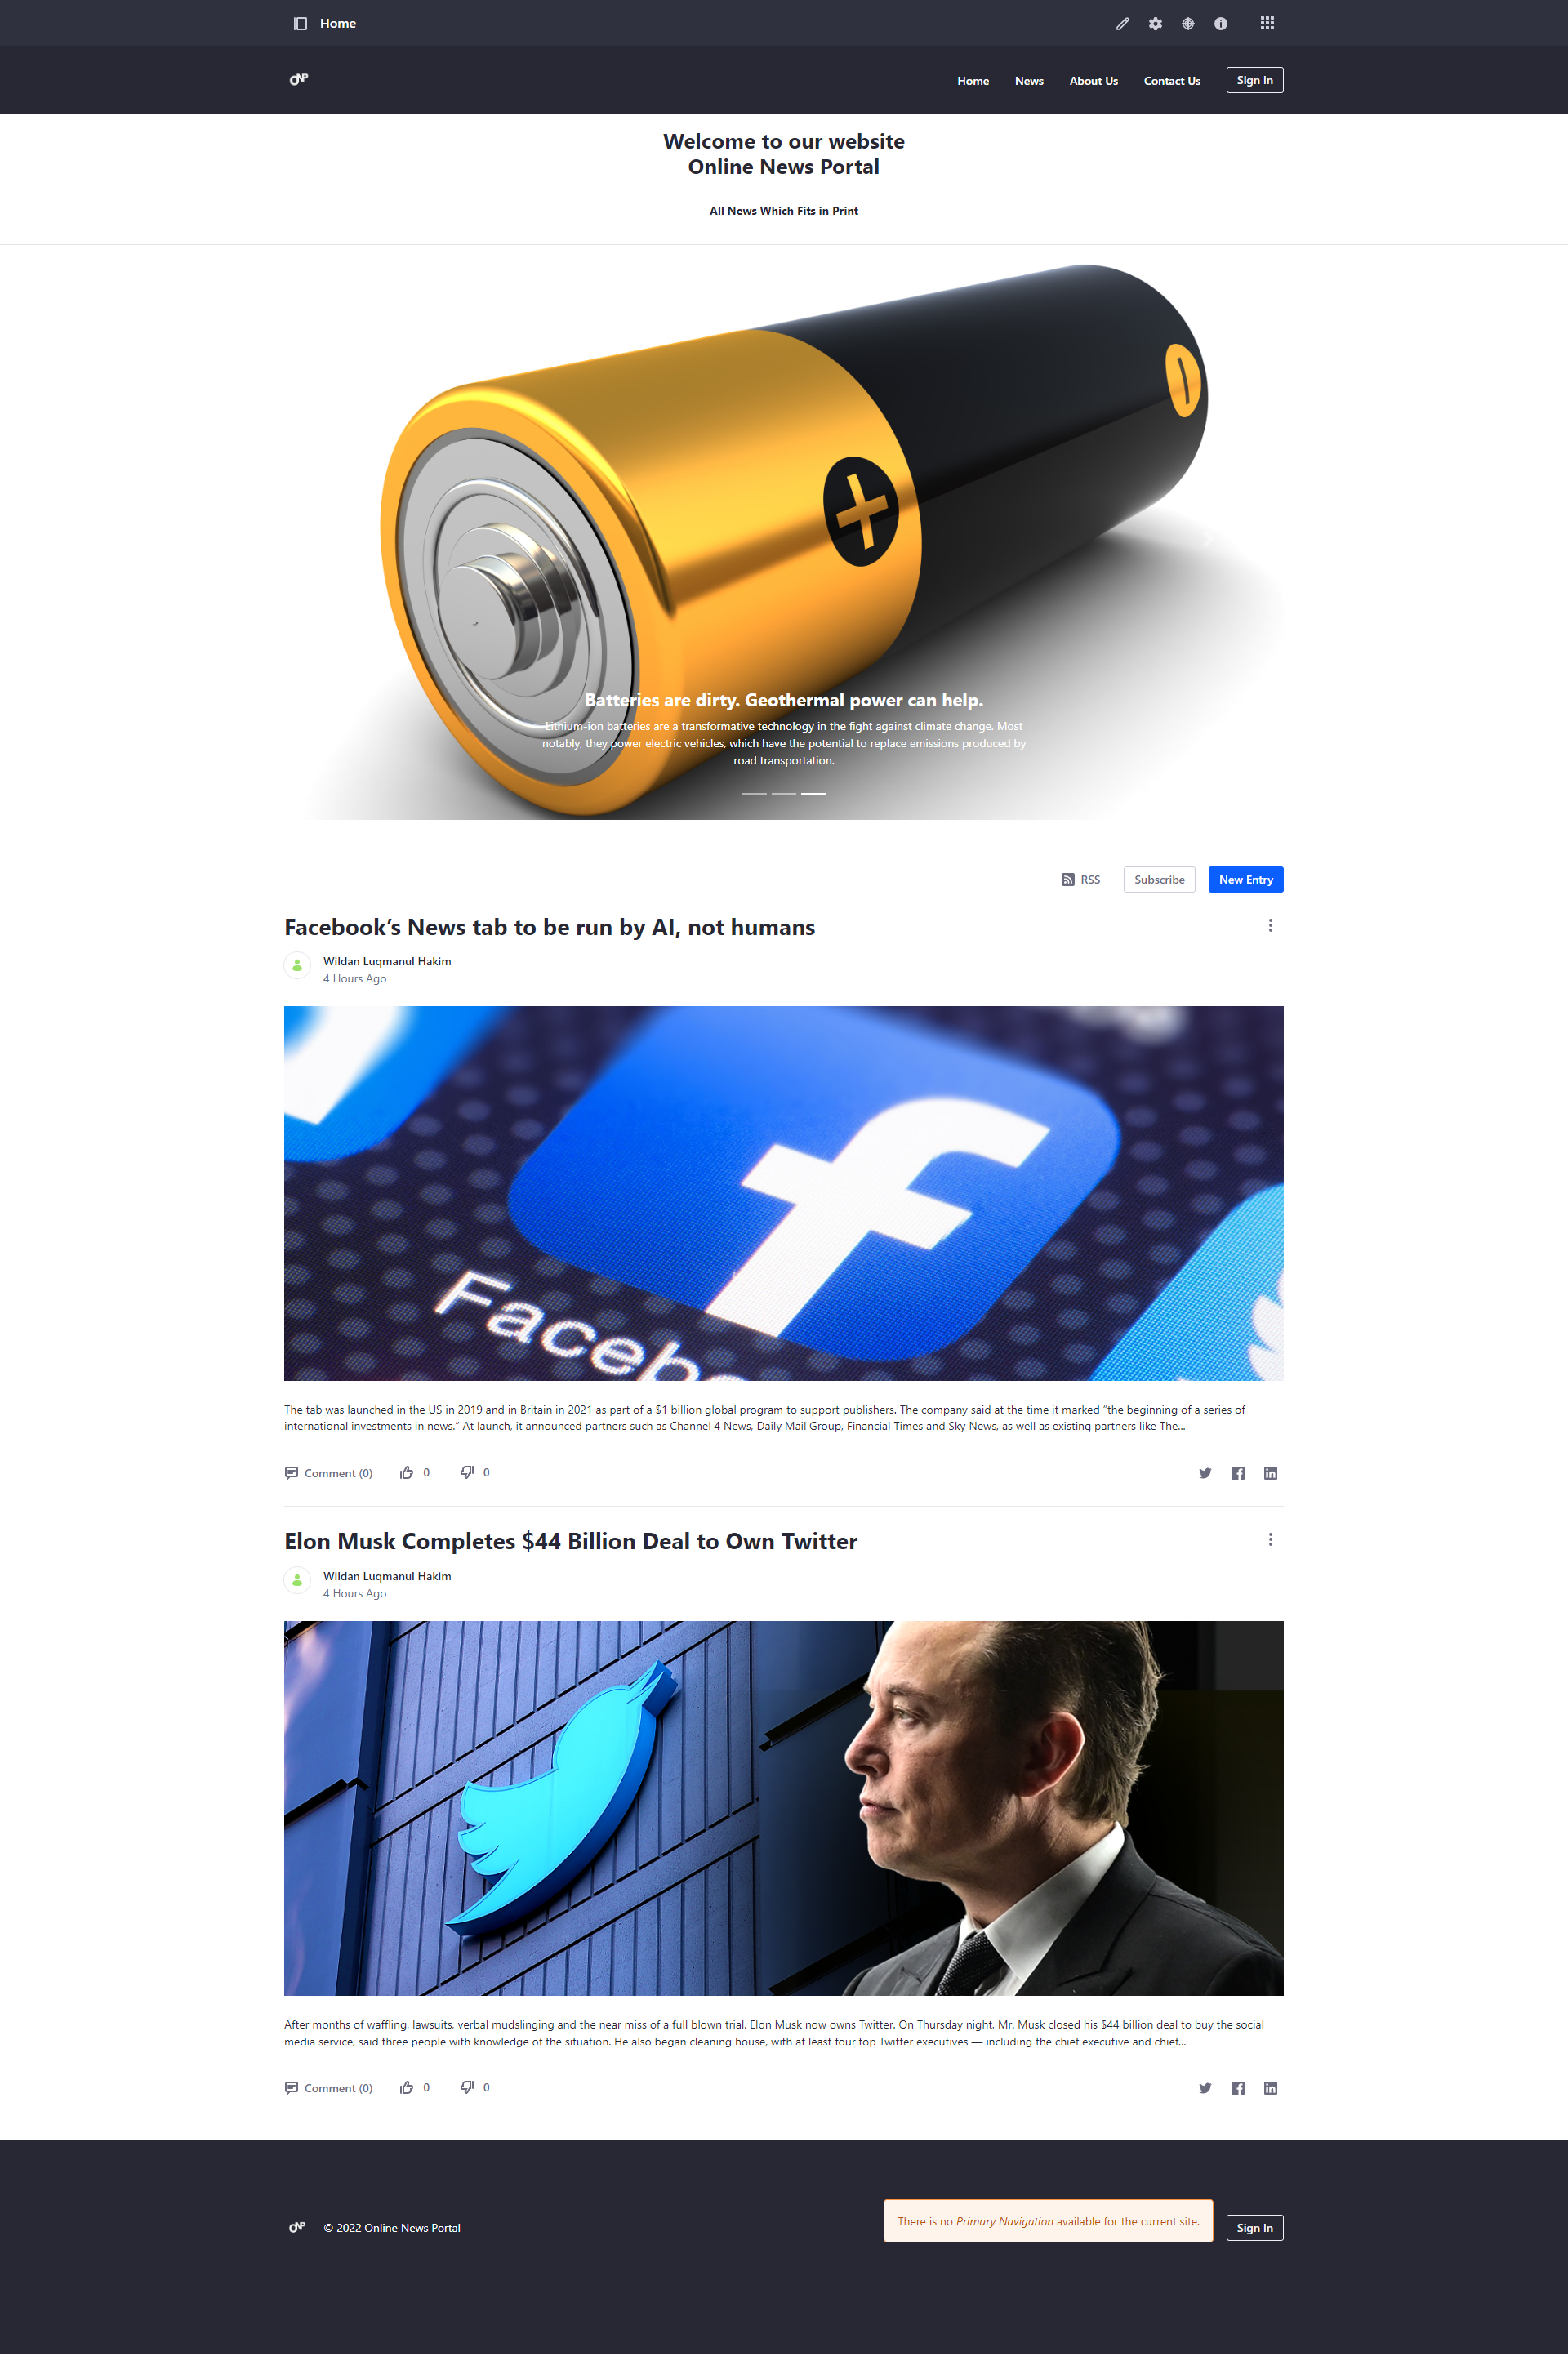 Home
ONP
Home News About Us Contact Us Sign In
Welcome to our website
Online News Portal
All News Which Fits in Print
Batteries are dirty. Geothermal power can help.
Lithium-ion batteries are a transformative technology in the fight against climate change. Most
notably, they power electric vehicles, which have the potential to replace emissions produced by
road transportation.
RSS Subscribe New Entry
Facebook’s News tab to be run by AI, not humans
Wildan Luqmanul Hakim
4 Hours Ago
f
Facebo
The tab was launched in the US in 2019 and in Britain in 2021 as part of a $1 billion global program to support publishers. The company said at the time it marked “the beginning of a series of
international investments in news.” At launch, it announced partners such as Channel 4 News, Daily Mail Group, Financial Times and Sky News, as well as existing partners like The...
Comment (0) 0 0
Elon Musk Completes $44 Billion Deal to Own Twitter
Wildan Luqmanul Hakim
4 Hours Ago
After months of waffling, lawsuits, verbal mudslinging and the near miss of a full blown trial, Elon Musk now owns Twitter. On Thursday night, Mr. Musk closed his $44 billion deal to buy the social
media service, said three people with knowledge of the situation. He also began cleaning house, with at least four top Twitter executives — including the chief executive and chief...
Comment (0) 0 0
ONP © 2022 Online News Portal
There is no Primary Navigation available for the current site.
Sign In